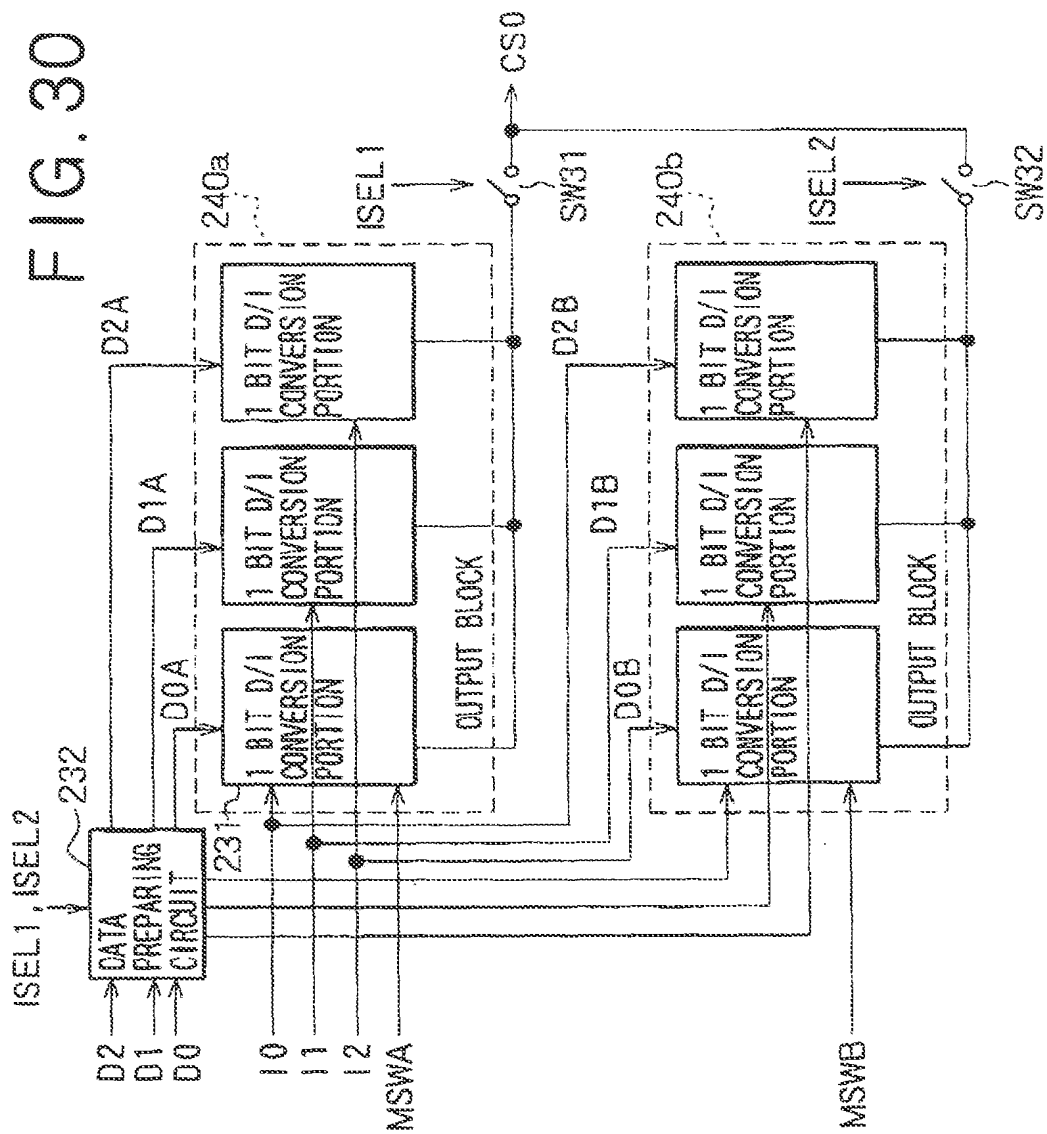 FIG. 30
ISEL1, ISEL2
232
DATA
PREPARING
CIRCUIT
D2
D1
D0
D0A
D1A
D2A
240a
231
1 BIT D/I
CONVERSION
PORTION
1 BIT D/I
CONVERSION
PORTION
1 BIT D/I
CONVERSION
PORTION
OUTPUT BLOCK
I0
I1
I2
MSWA
ISEL1
SW31
CS0
D0B
D1B
D2B
240b
1 BIT D/I
CONVERSION
PORTION
1 BIT D/I
CONVERSION
PORTION
1 BIT D/I
CONVERSION
PORTION
OUTPUT BLOCK
MSWB
ISEL2
SW32